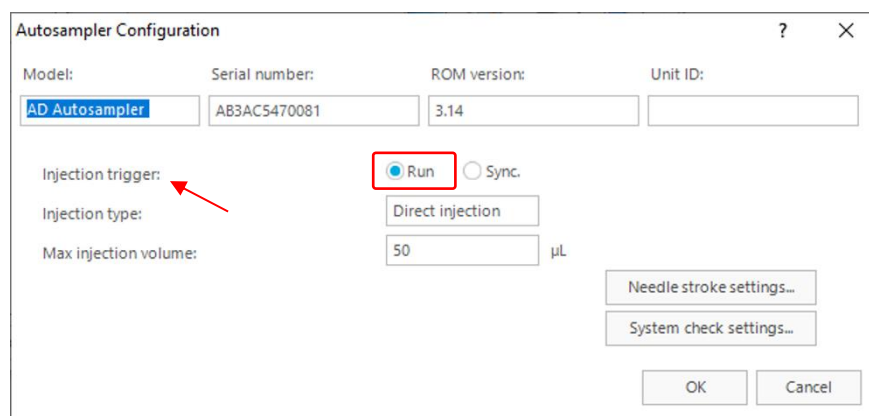 Autosampler Configuration ? ×
Model: Serial number: ROM version: Unit ID:
AD Autosampler AB3AC5470081 3.14
Injection trigger: Run Sync.
Injection type: Direct injection
Max injection volume: 50 µL
Needle stroke settings...
System check settings...
OK Cancel